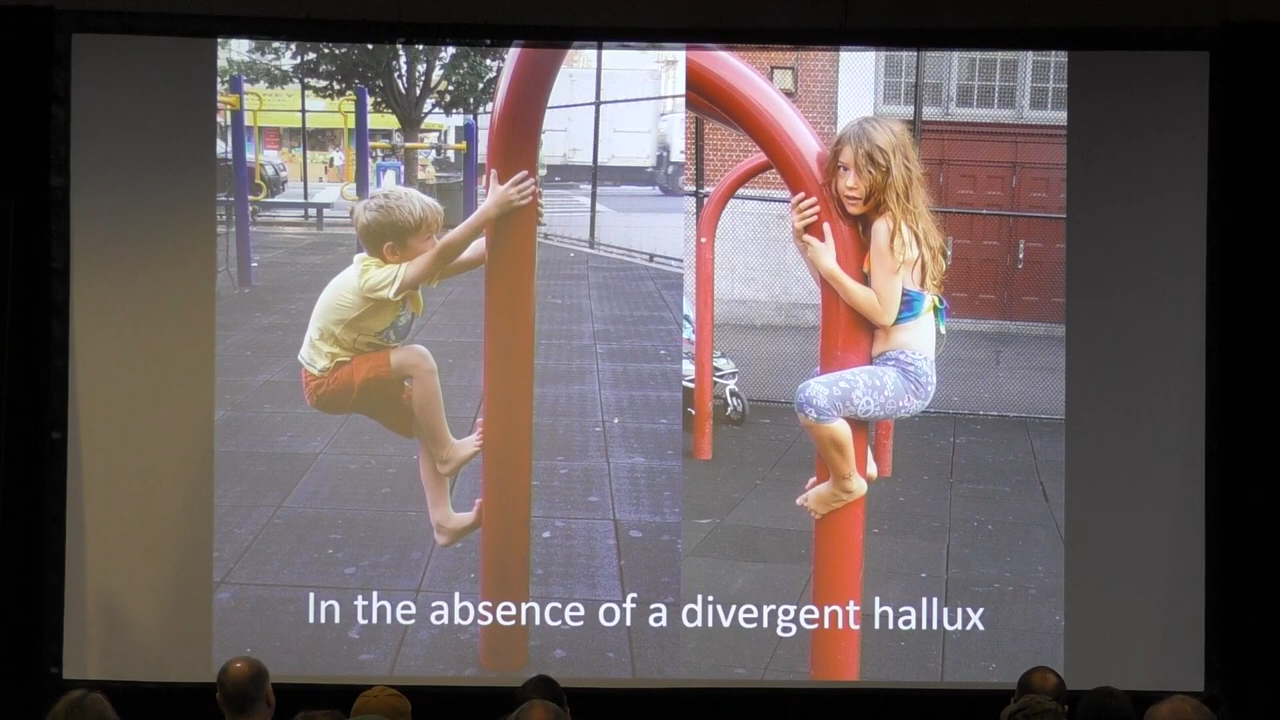 In the absence of a divergent hallux